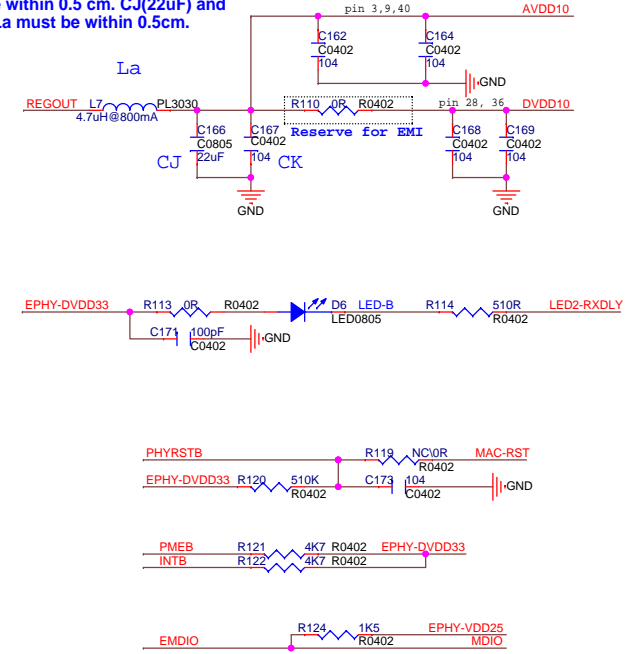 e within 0.5 cm. CJ(22uF) and
La must be within 0.5cm.
pin 3,9,40 AVDD10
C162 C164
C0402 C0402
104 104
GND
La
REGOUT L7 PL3030 R110 0R R0402 pin 28, 36 DVDD10
4.7uH@800mA
Reserve for EMI
C166 C167 C168 C169
C0805 C0402 C0402 C0402
22uF 104 104 104
CJ CK
GND GND
EPHY-DVDD33 R113 0R R0402 D6 LED-B R114 510R LED2-RXDLY
LED0805 R0402
C171 100pF GND
C0402
PHYRSTB R119 NC\0R MAC-RST
R0402
EPHY-DVDD33 R120 510K C173 104 GND
R0402 C0402
PMEB R121 4K7 R0402 EPHY-DVDD33
INTB R122 4K7 R0402
R124 1K5 EPHY-VDD25
EMDIO R0402 MDIO